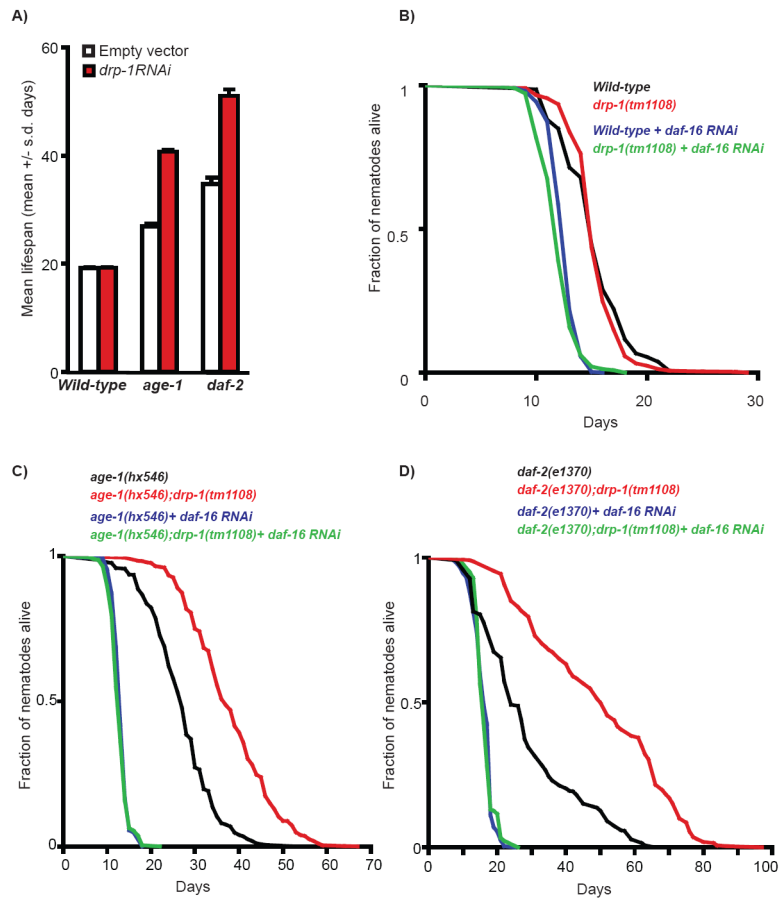 A)
Mean lifespan (mean +/- s.d. days)
60
40
20
0
Empty vector
drp-1RNAi
Wild-type age-1 daf-2
B)
Fraction of nematodes alive
1
0.5
0
Wild-type
drp-1(tm1108)
Wild-type + daf-16 RNAi
drp-1(tm1108) + daf-16 RNAi
0 10 20 30
Days
C)
age-1(hx546)
age-1(hx546);drp-1(tm1108)
age-1(hx546)+ daf-16 RNAi
age-1(hx546);drp-1(tm1108)+ daf-16 RNAi
Fraction of nematodes alive
1
0.5
0
0 10 20 30 40 50 60 70
Days
D)
daf-2(e1370)
daf-2(e1370);drp-1(tm1108)
daf-2(e1370)+ daf-16 RNAi
daf-2(e1370);drp-1(tm1108)+ daf-16 RNAi
Fraction of nematodes alive
1
0.5
0
0 20 40 60 80 100
Days